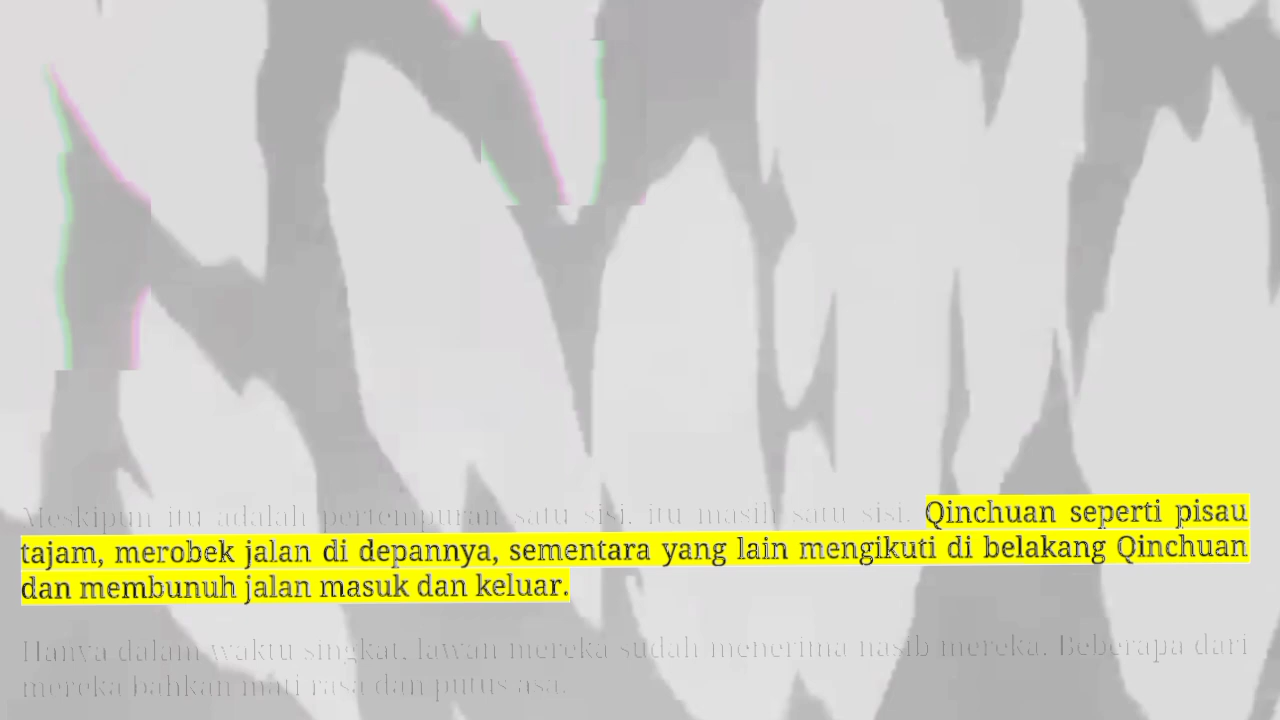 Meskipun itu adalah pertempuran satu sisi, itu masih satu sisi. Qinchuan seperti pisau
tajam, merobek jalan di depannya, sementara yang lain mengikuti di belakang Qinchuan
dan membunuh jalan masuk dan keluar.
Hanya dalam waktu singkat, lawan mereka sudah menerima nasib mereka. Beberapa dari
mereka bahkan mati rasa dan putus asa.